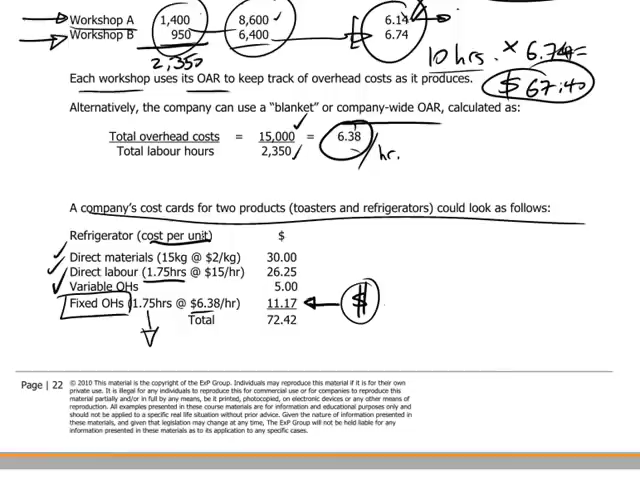 Workshop A 1,400 8,600 6.14
Workshop B 950 6,400 6.74
2,350
10 hrs. × 6.74 =
$ 67.40
Each workshop uses its OAR to keep track of overhead costs as it produces.
Alternatively, the company can use a “blanket” or company-wide OAR, calculated as:
Total overhead costs = 15,000 = 6.38
Total labour hours 2,350
/hr.
A company's cost cards for two products (toasters and refrigerators) could look as follows:
Refrigerator (cost per unit) $
Direct materials (15kg @ $2/kg) 30.00
Direct labour (1.75hrs @ $15/hr) 26.25
Variable OHs 5.00
Fixed OHs (1.75hrs @ $6.38/hr) 11.17
$
Total 72.42
Page | 22
© 2010 This material is the copyright of the ExP Group. Individuals may reproduce this material if it is for their own
private use. It is illegal for any individuals to reproduce this for commercial use or for companies to reproduce this
material partially and/or in full by any means, be it printed, photocopied, on electronic devices or any other means of
reproduction. All examples presented in these course materials are for information and educational purposes only and
should not be applied to a specific real life situation without prior advice. Given the nature of information presented in
these materials, and given that legislation may change at any time, The ExP Group will not be held liable for any
information presented in these materials as to its application to any specific cases.